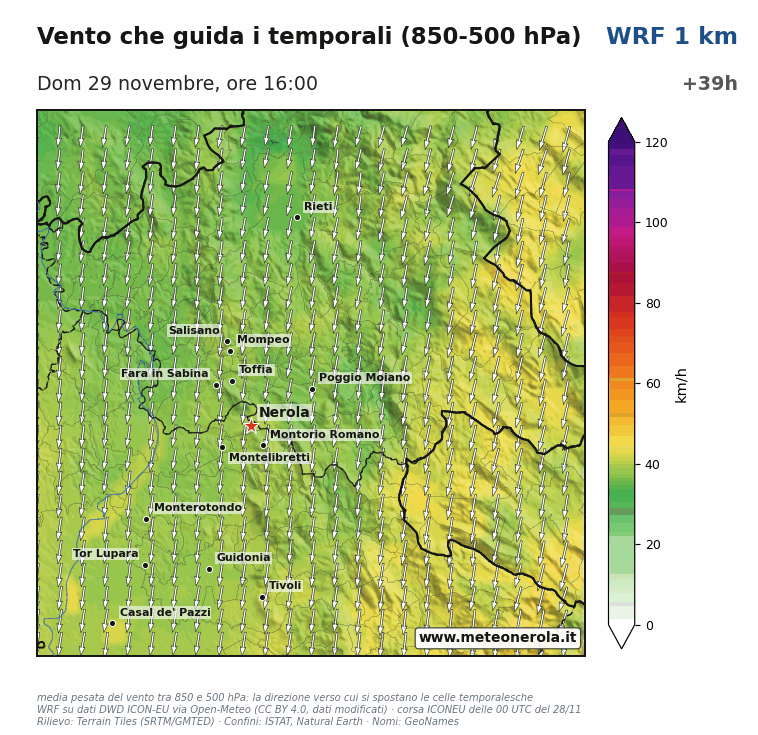 Vento che guida i temporali (850-500 hPa) WRF 1 km
Dom 29 novembre, ore 16:00 +39h
120
100
80
60
40
20
0
km/h
Rieti
Salisano
Mompeo
Toffia
Fara in Sabina
Poggio Moiano
Nerola
Montorio Romano
Montelibretti
Monterotondo
Tor Lupara
Guidonia
Tivoli
Casal de' Pazzi
www.meteonerola.it
media pesata del vento tra 850 e 500 hPa: la direzione verso cui si spostano le celle temporalesche
WRF su dati DWD ICON-EU via Open-Meteo (CC BY 4.0, dati modificati) · corsa ICONEU delle 00 UTC del 28/11
Rilievo: Terrain Tiles (SRTM/GMTED) · Confini: ISTAT, Natural Earth · Nomi: GeoNames